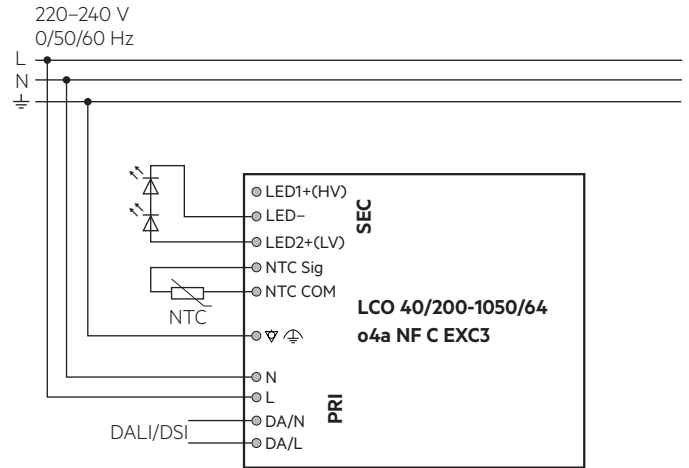 220–240 V
0/50/60 Hz
L
N
LED1+(HV)
LED–
LED2+(LV)
SEC
NTC Sig
NTC COM
NTC
LCO 40/200-1050/64
o4a NF C EXC3
N
L
PRI
DA/N
DALI/DSI
DA/L